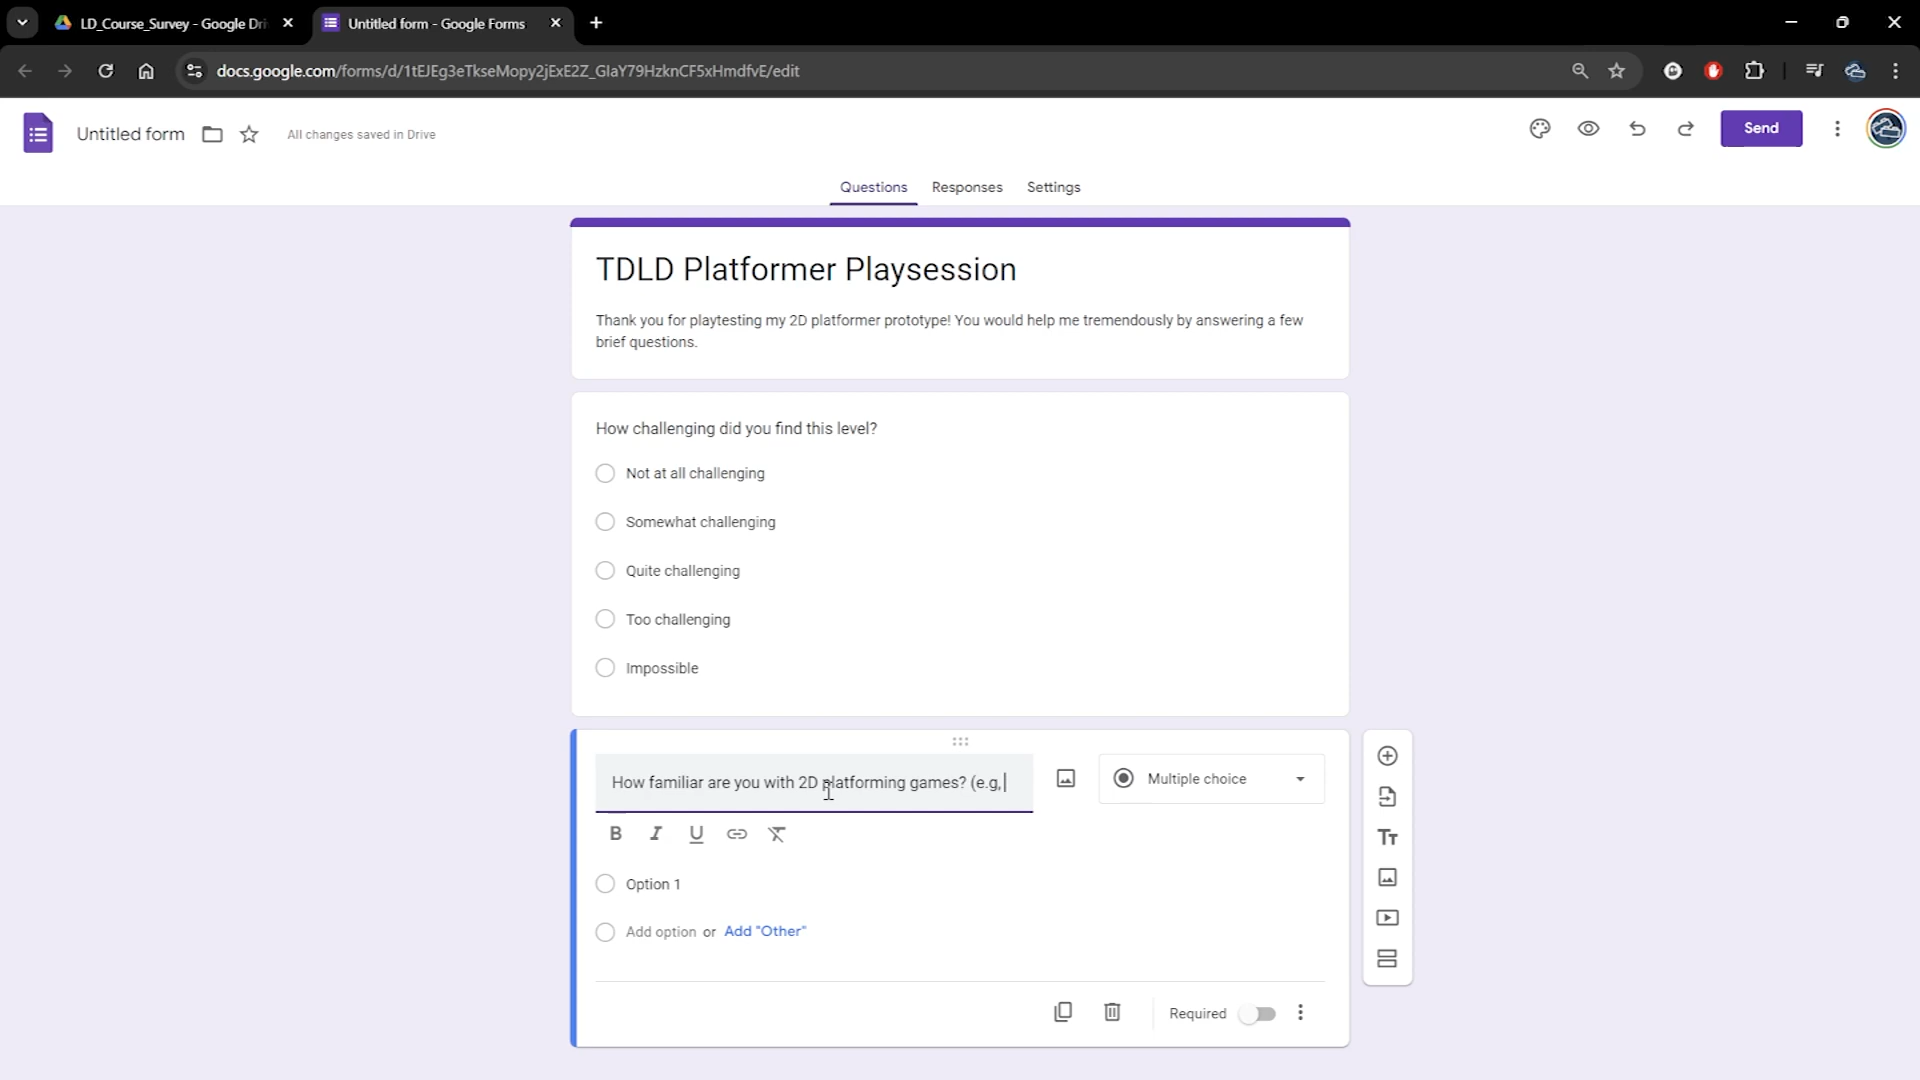 LD_Course_Survey - Google Dri
Untitled form - Google Forms
docs.google.com/forms/d/1tEJEg3eTkseMopy2jExE2Z_GlaY79HzknCF5xHmdfvE/edit
Untitled form
All changes saved in Drive
Send
Questions
Responses
Settings
TDLD Platformer Playsession
Thank you for playtesting my 2D platformer prototype! You would help me tremendously by answering a few
brief questions.
How challenging did you find this level?
Not at all challenging
Somewhat challenging
Quite challenging
Too challenging
Impossible
How familiar are you with 2D platforming games? (e.g,
Multiple choice
B I U
Option 1
Add option or Add "Other"
Required